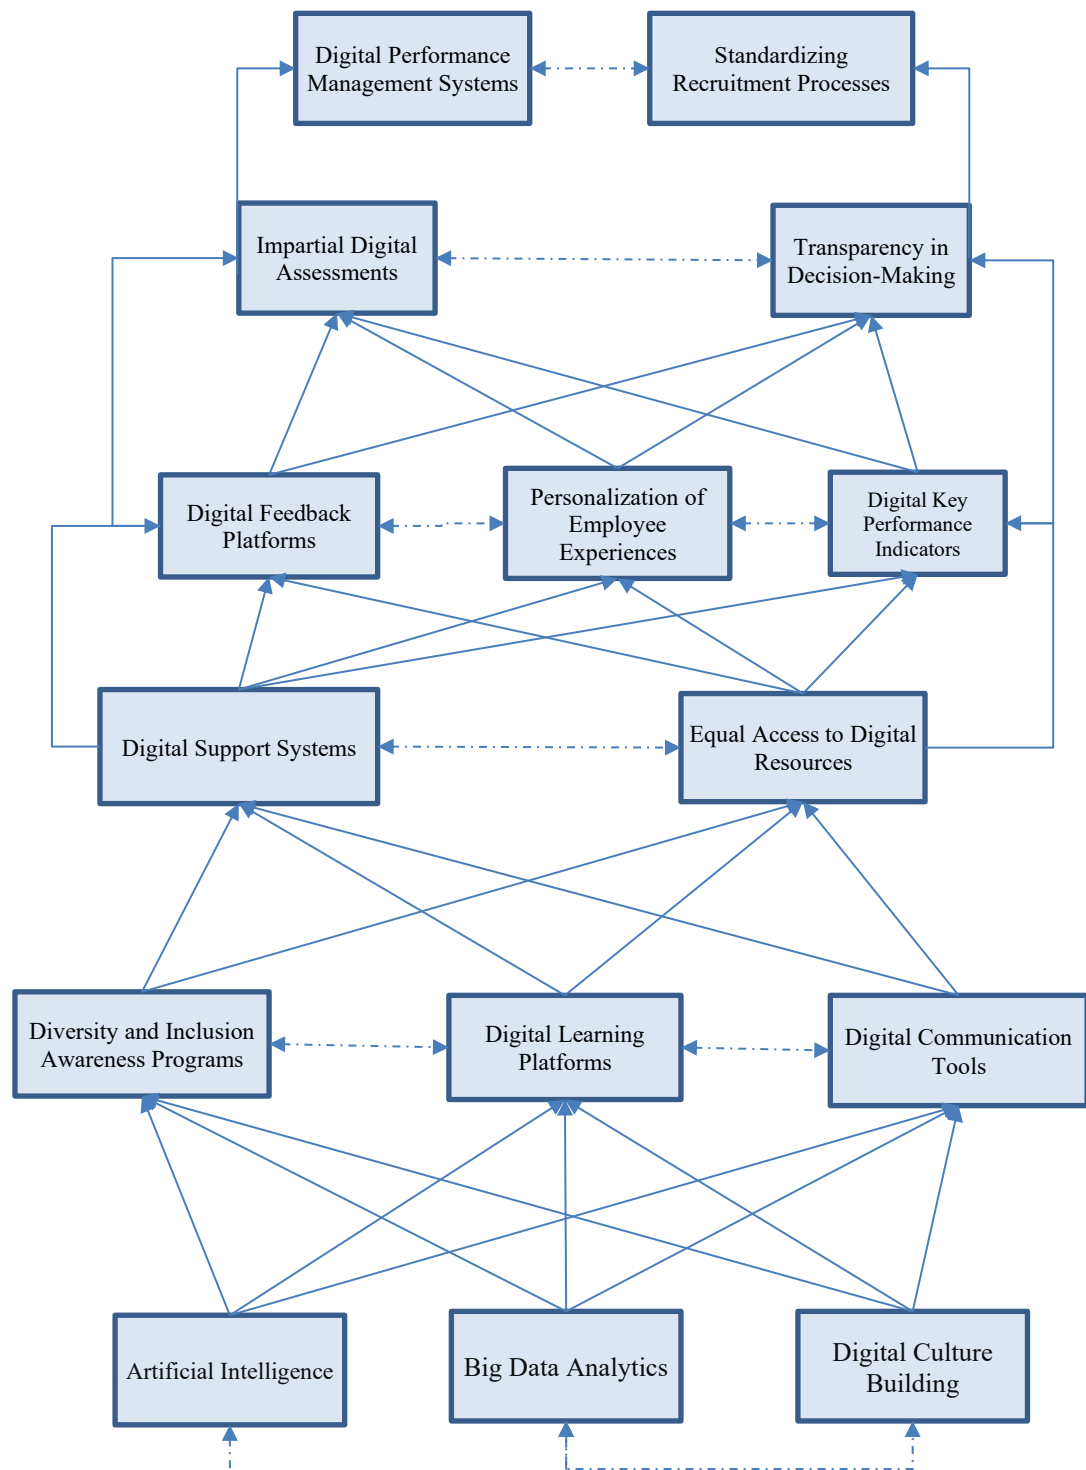 Digital Performance
Management Systems
Standardizing
Recruitment Processes
Impartial Digital
Assessments
Transparency in
Decision-Making
Digital Feedback
Platforms
Personalization of
Employee
Experiences
Digital Key
Performance
Indicators
Digital Support Systems
Equal Access to Digital
Resources
Diversity and Inclusion
Awareness Programs
Digital Learning
Platforms
Digital Communication
Tools
Artificial Intelligence
Big Data Analytics
Digital Culture
Building